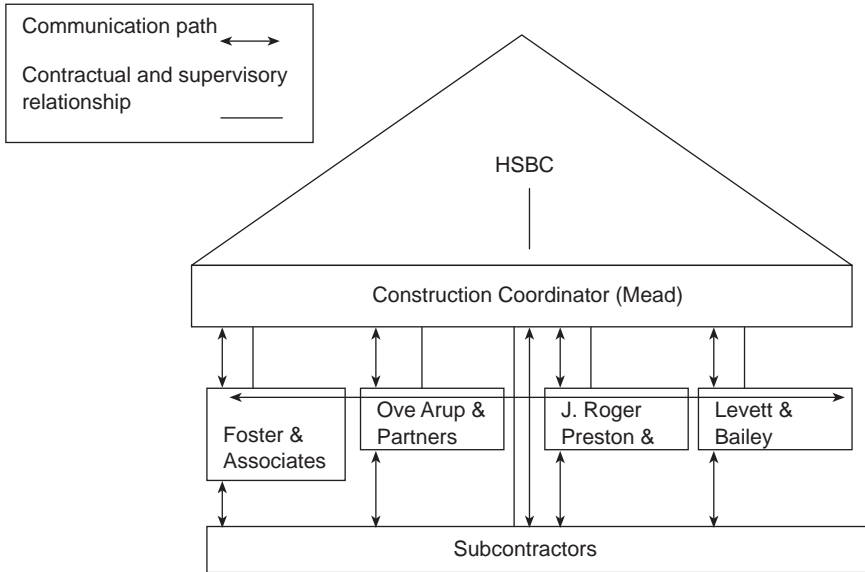 Communication path
Contractual and supervisory
relationship
HSBC
Construction Coordinator (Mead)
Foster &
Associates
Ove Arup &
Partners
J. Roger
Preston &
Levett &
Bailey
Subcontractors